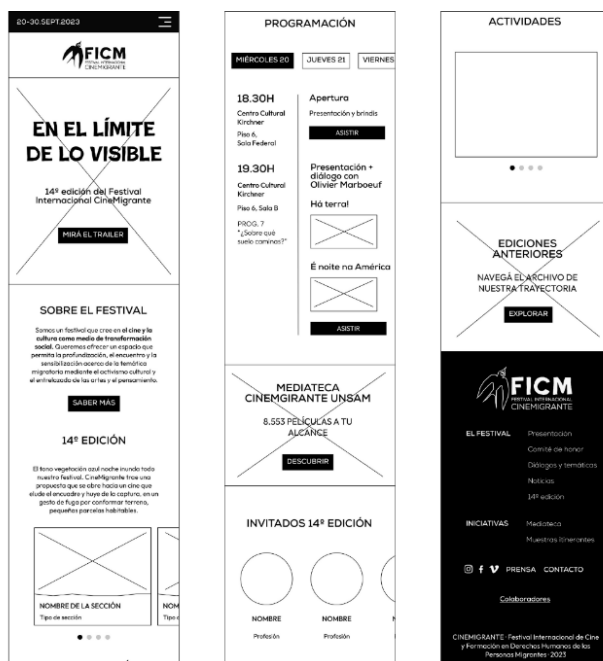 20-30.SEPT.2023
FICM
FESTIVAL INTERNACIONAL
CINEMIGRANTE
EN EL LÍMITE
DE LO VISIBLE
14º edición del Festival
Internacional CineMigrante
MIRÁ EL TRAILER
SOBRE EL FESTIVAL
Somos un festival que cree en el cine y la
cultura como medio de transformación
social. Queremos ofrecer un espacio que
permita la profundización, el encuentro y la
sensibilización acerca de la temática
migratoria mediante el activismo cultural y
el entrelazado de las artes y el pensamiento.
SABER MÁS
14º EDICIÓN
El tono vegetación azul noche inunda todo
nuestro festival. CineMigrante trae una
propuesta que se abre hacia un cine que
elude el encuadre y huye de la captura, en un
gesto de fuga por conformar terreno,
pequeñas parcelas habitables.
NOMBRE DE LA SECCIÓN
Tipo de sección
NOM
Tipo
PROGRAMACIÓN
MIÉRCOLES 20
JUEVES 21
VIERNES
18.30H
Centro Cultural
Kirchner
Piso 6,
Sala Federal
Apertura
Presentación y brindis
ASISTIR
19.30H
Centro Cultural
Kirchner
Piso 6, Sala B
PROG. 7
"¿Sobre qué
suelo caminas?"
Presentación +
diálogo con
Olivier Marboeuf
Há terra!
É noite na América
ASISTIR
MEDIATECA
CINEMGIRANTE UNSAM
8.553 PELÍCULAS A TU
ALCANCE
DESCUBRIR
INVITADOS 14º EDICIÓN
NOMBRE
Profesión
NOMBRE
Profesión
ACTIVIDADES
EDICIONES
ANTERIORES
NAVEGÁ EL ARCHIVO DE
NUESTRA TRAYECTORIA
EXPLORAR
FICM
FESTIVAL INTERNACIONAL
CINEMIGRANTE
EL FESTIVAL
Presentación
Comité de honor
Diálogos y temáticas
Noticias
14º edición
INICIATIVAS
Mediateca
Muestras itinerantes
PRENSA CONTACTO
Colaboradores
CINEMIGRANTE · Festival Internacional de Cine
y Formación en Derechos Humanos de las
Personas Migrantes · 2023